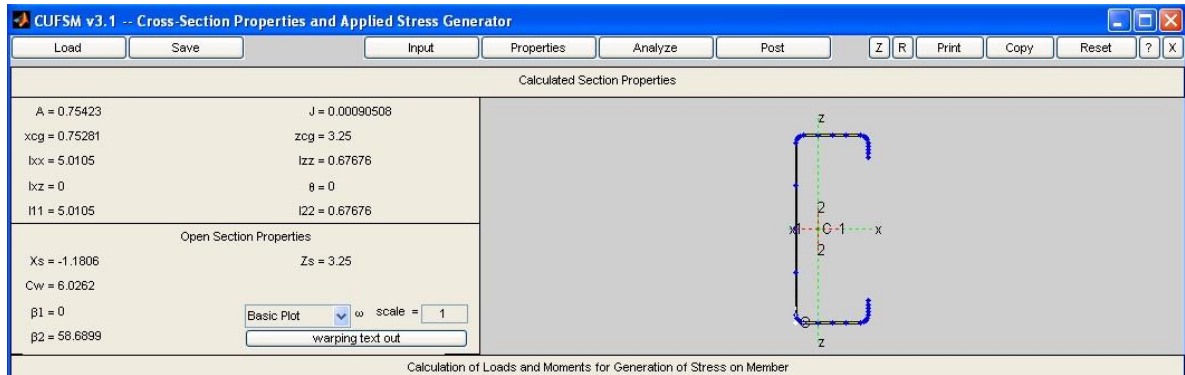 CUFSM v3.1 -- Cross-Section Properties and Applied Stress Generator
Load Save Input Properties Analyze Post Z R Print Copy Reset ? X
Calculated Section Properties
A = 0.75423 J = 0.00090508
xcg = 0.75281 zcg = 3.25
Ixx = 5.0105 Izz = 0.67676
Ixz = 0 θ = 0
I11 = 5.0105 I22 = 0.67676
Open Section Properties
Xs = -1.1806 Zs = 3.25
Cw = 6.0262
β1 = 0
Basic Plot ω scale = 1
β2 = 58.6899
warping text out
z
2
x 1 C 1 x
2
z
Calculation of Loads and Moments for Generation of Stress on Member